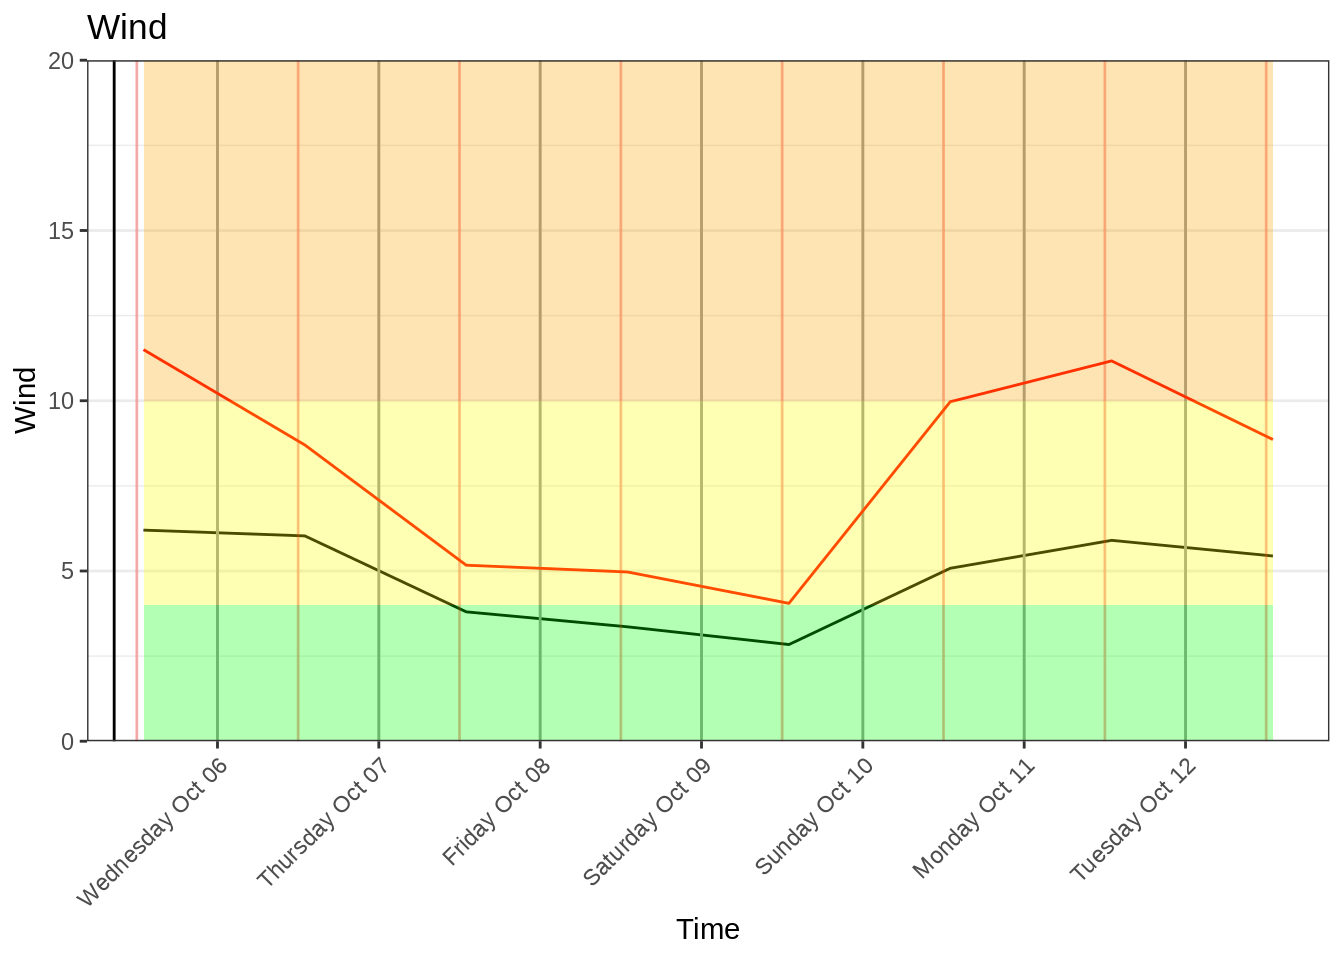 Wind
20
15
10
5
0
Wind
Wednesday Oct 06
Thursday Oct 07
Friday Oct 08
Saturday Oct 09
Sunday Oct 10
Monday Oct 11
Tuesday Oct 12
Time